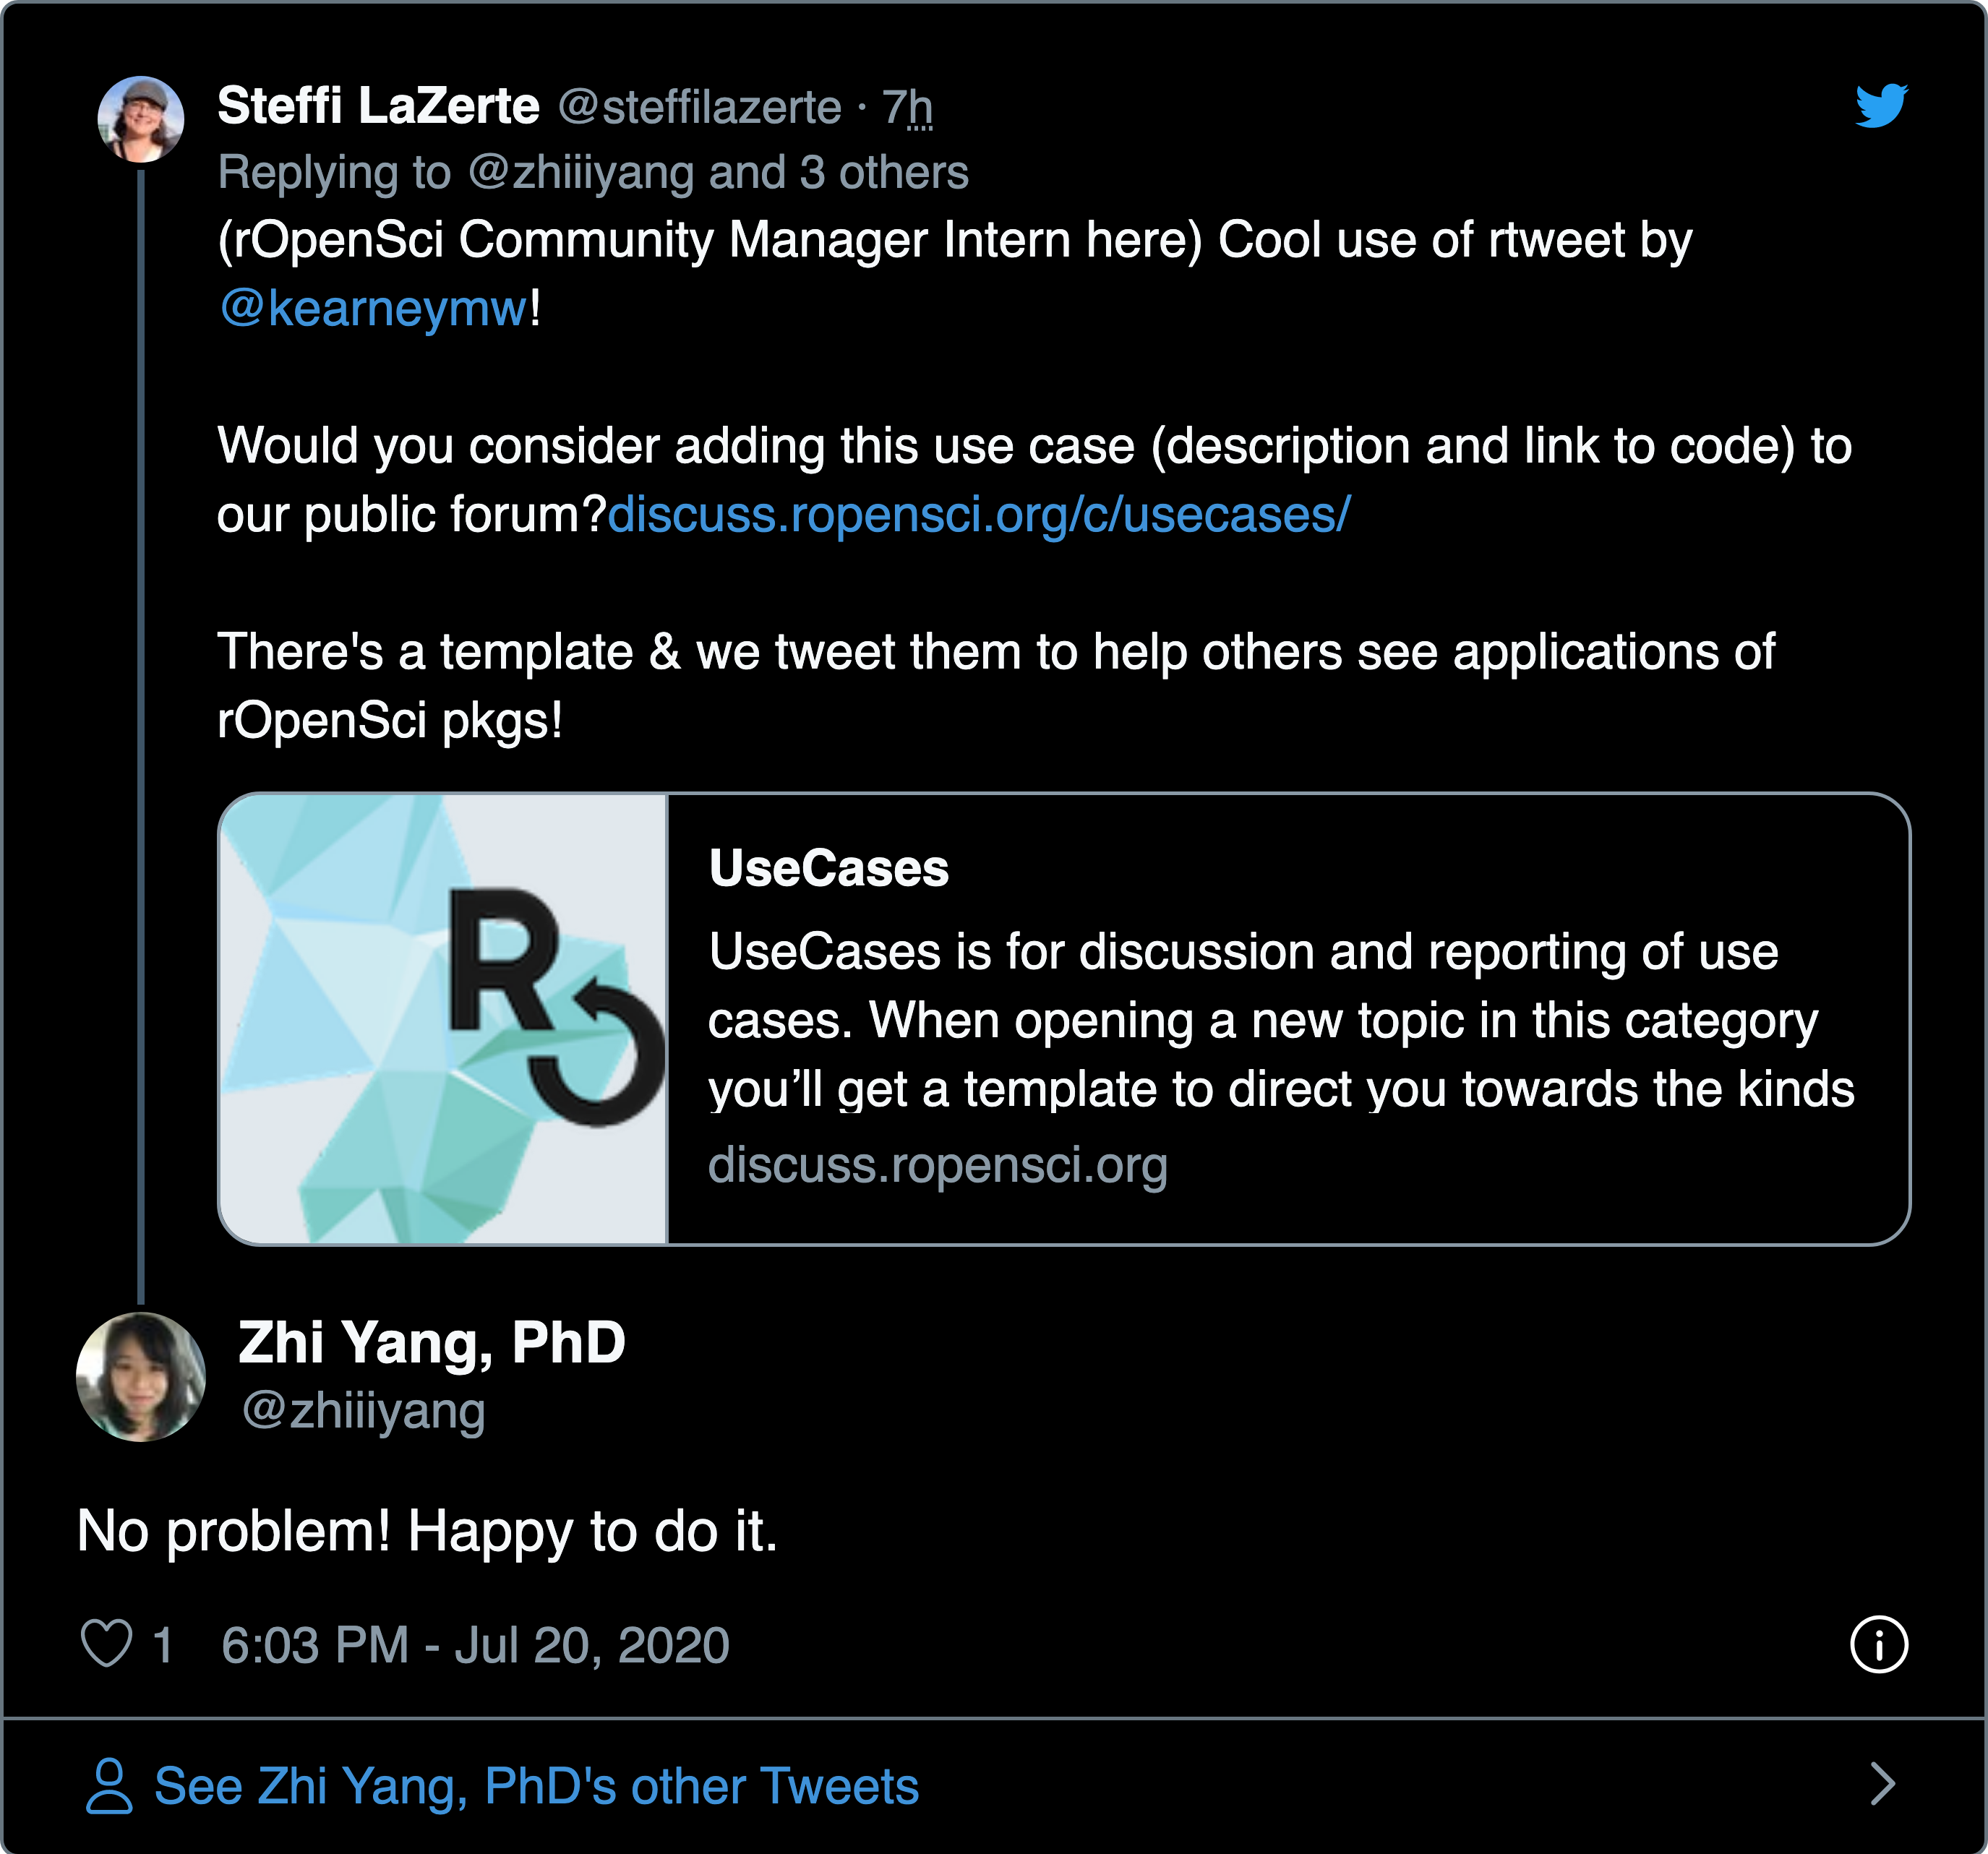 Steffi LaZerte @steffilazerte · 7h
Replying to @zhiiiyang and 3 others
(rOpenSci Community Manager Intern here) Cool use of rtweet by
@kearneymw!
Would you consider adding this use case (description and link to code) to
our public forum?discuss.ropensci.org/c/usecases/
There's a template & we tweet them to help others see applications of
rOpenSci pkgs!
R
UseCases
UseCases is for discussion and reporting of use
cases. When opening a new topic in this category
you’ll get a template to direct you towards the kinds
discuss.ropensci.org
Zhi Yang, PhD
@zhiiiyang
No problem! Happy to do it.
1 6:03 PM - Jul 20, 2020
See Zhi Yang, PhD's other Tweets